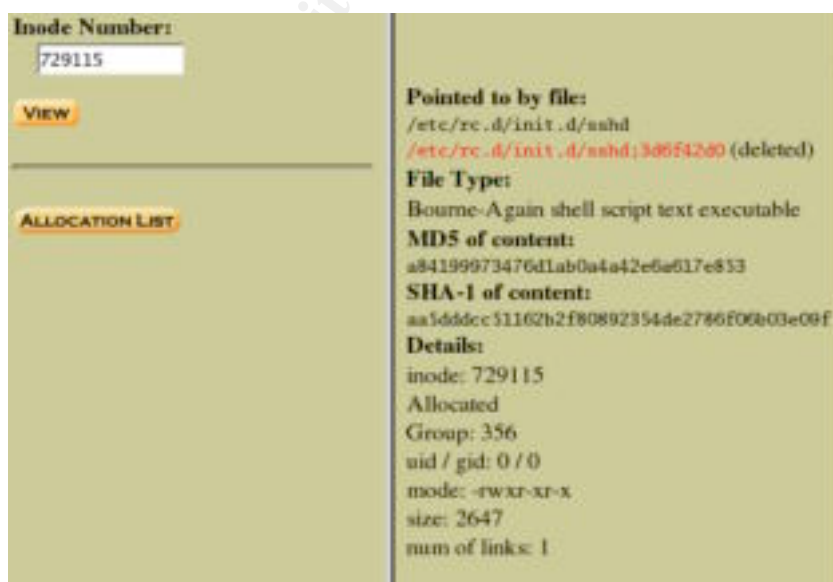 Inode Number:
729115
VIEW
ALLOCATION LIST
Pointed to by file:
/etc/rc.d/init.d/sshd
/etc/rc.d/init.d/sshd;3d6f42d0 (deleted)
File Type:
Bourne-Again shell script text executable
MD5 of content:
a84199973476d1ab0a4a42e6a617e853
SHA-1 of content:
Details:
inode: 729115
Allocated
Group: 356
uid / gid: 0 / 0
mode: -rwxr-xr-x
size: 2647
num of links: 1